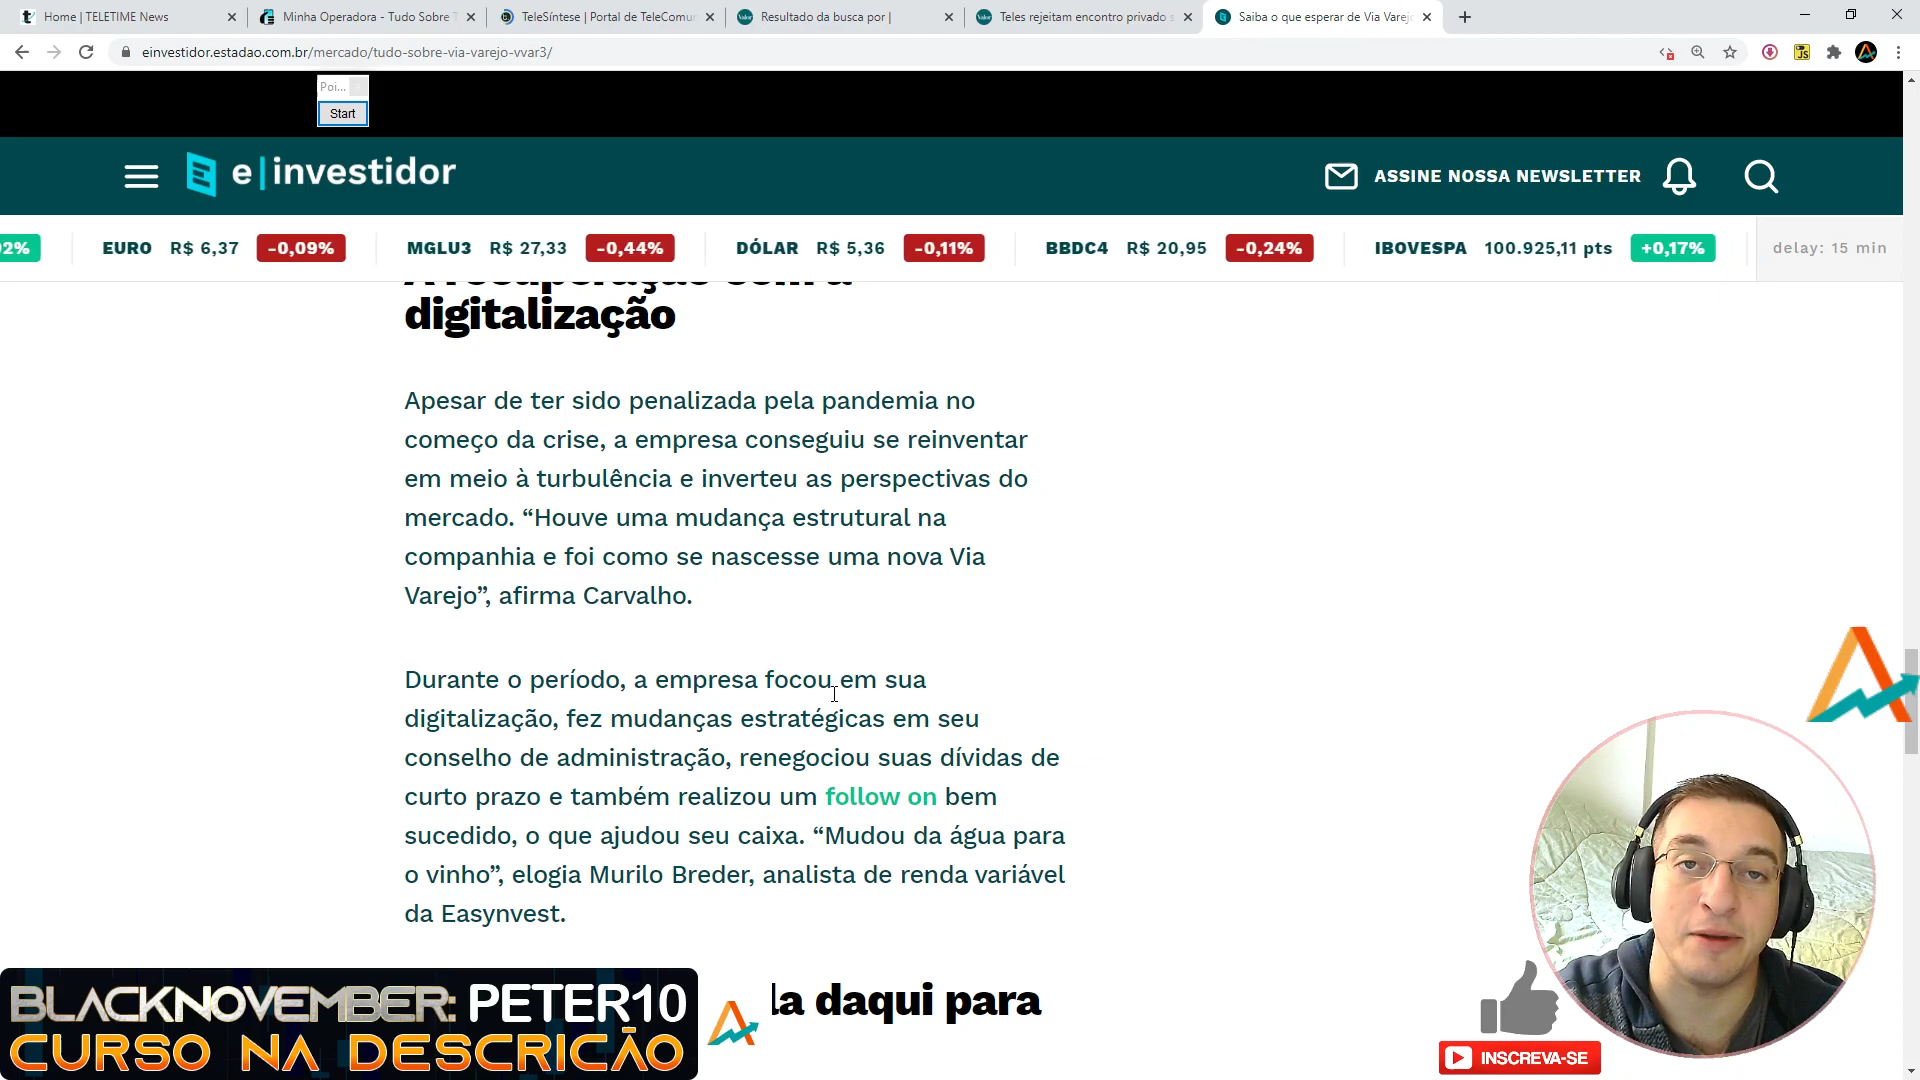 Home | TELETIME News
Minha Operadora - Tudo Sobre T
TeleSíntese | Portal de TeleComun
Resultado da busca por |
Teles rejeitam encontro privado s
Saiba o que esperar de Via Varejo
einvestidor.estadao.com.br/mercado/tudo-sobre-via-varejo-vvar3/
Poi...
Start
e|investidor
ASSINE NOSSA NEWSLETTER
92% EURO R$ 6,37 -0,09% MGLU3 R$ 27,33 -0,44% DÓLAR R$ 5,36 -0,11% BBDC4 R$ 20,95 -0,24% IBOVESPA 100.925,11 pts +0,17% delay: 15 min
A recuperação com a
digitalização
Apesar de ter sido penalizada pela pandemia no
começo da crise, a empresa conseguiu se reinventar
em meio à turbulência e inverteu as perspectivas do
mercado. “Houve uma mudança estrutural na
companhia e foi como se nascesse uma nova Via
Varejo”, afirma Carvalho.
Durante o período, a empresa focou em sua
digitalização, fez mudanças estratégicas em seu
conselho de administração, renegociou suas dívidas de
curto prazo e também realizou um follow on bem
sucedido, o que ajudou seu caixa. “Mudou da água para
o vinho”, elogia Murilo Breder, analista de renda variável
da Easynvest.
la daqui para
BLACKNOVEMBER: PETER10
CURSO NA DESCRICÃO
INSCREVA-SE